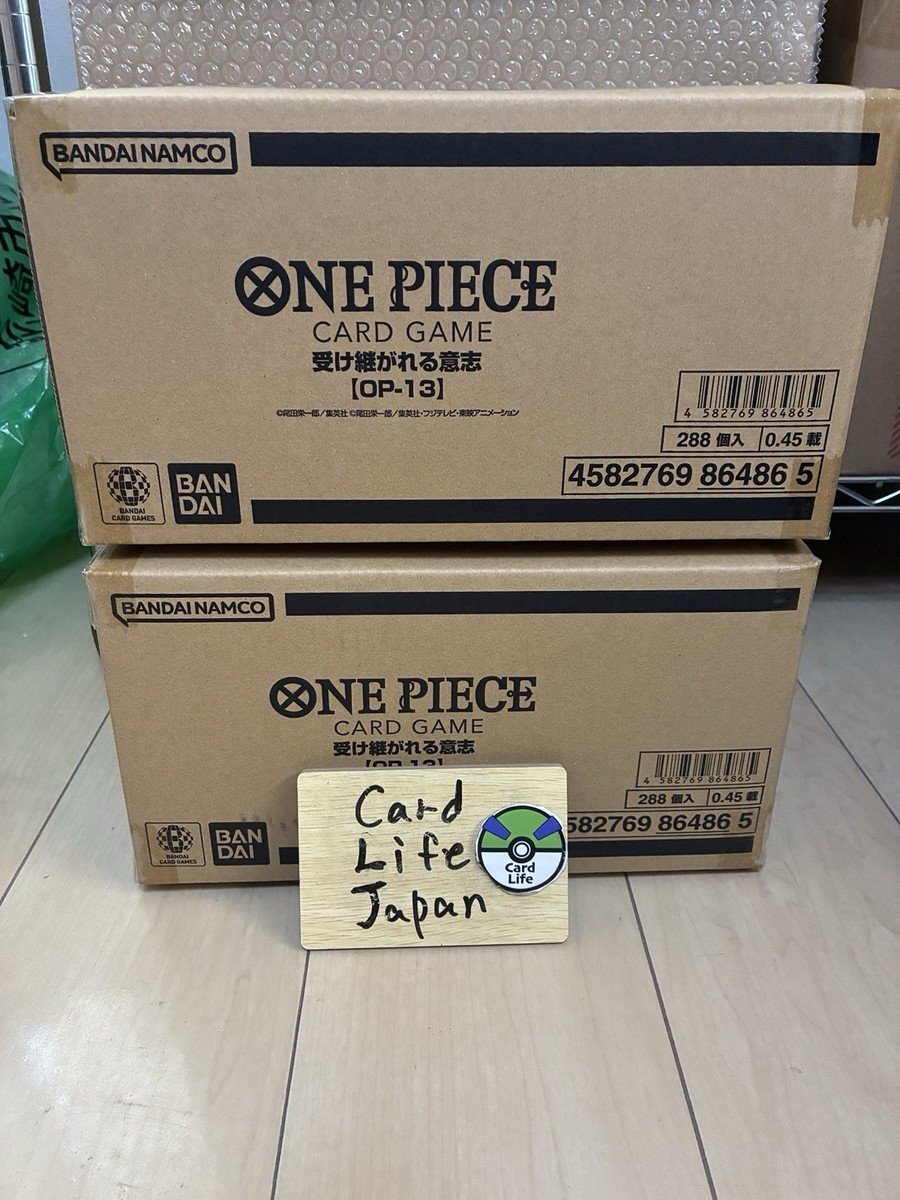 BANDAI NAMCO
ONE PIECE
CARD GAME
受け継がれる意志
【OP-13】
©尾田栄一郎／集英社 ©尾田栄一郎／集英社・フジテレビ・東映アニメーション
4 582769 864865
288 個入 0.45 載
4582769 86486 5
BANDAI
CARD GAMES
BAN
DAI
BANDAI NAMCO
ONE PIECE
CARD GAME
受け継がれる意志
【OP-13】
4 582769 864865
288 個入 0.45 載
582769 86486 5
BANDAI
CARD GAMES
BAN
DAI
Card
Life
Japan
Card
Life